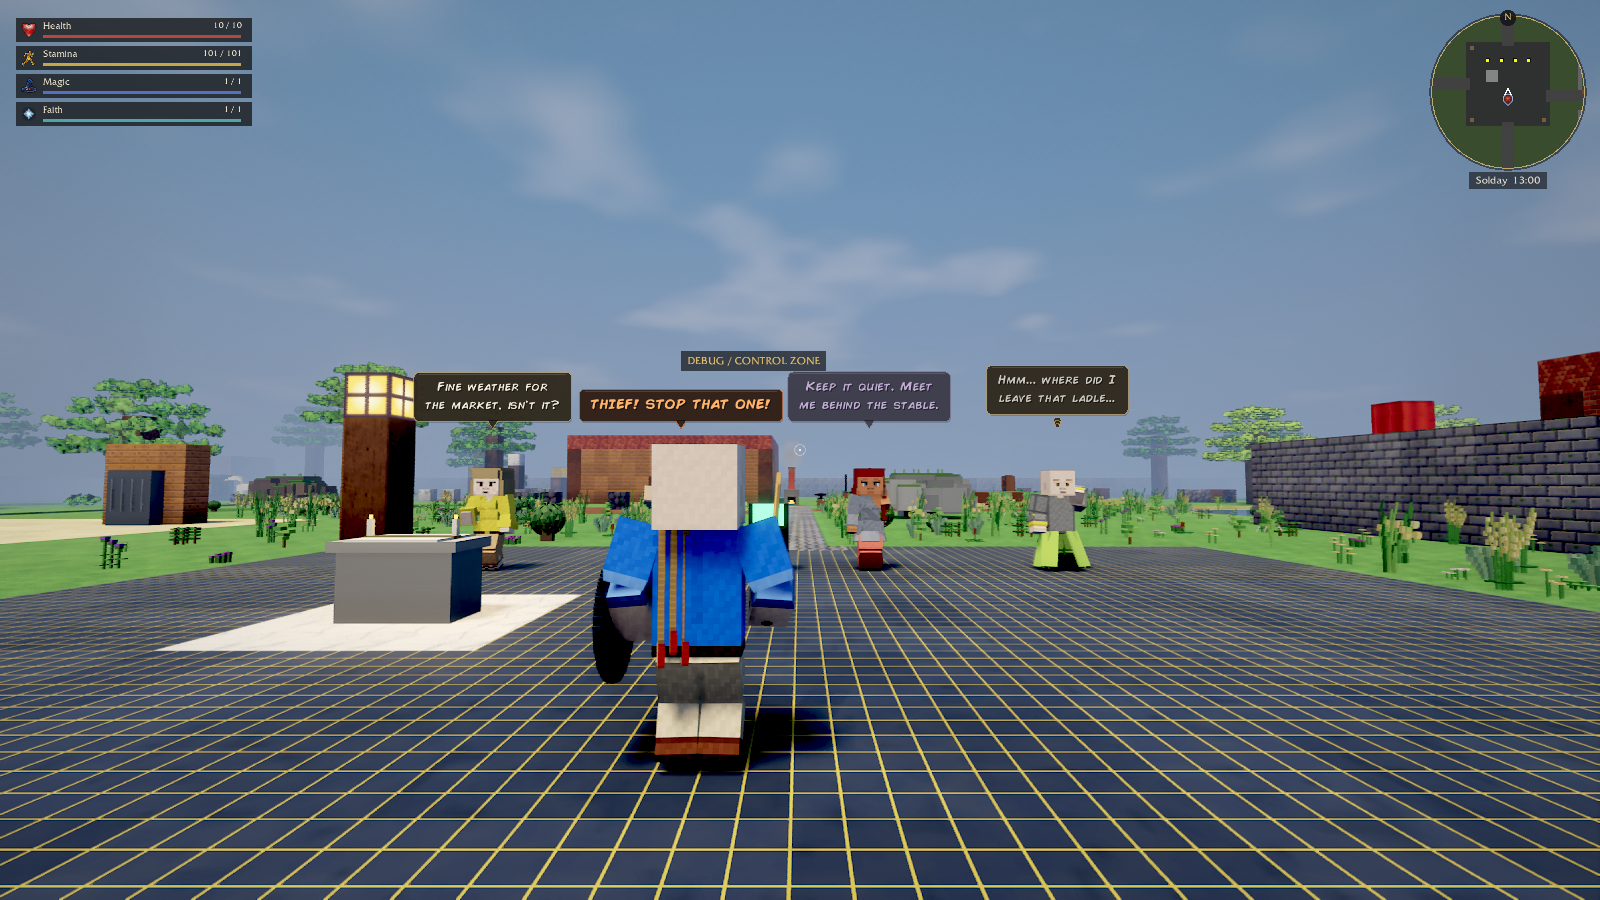 Health 10 / 10
Stamina 101 / 101
Magic 1 / 1
Faith 1 / 1
N
Solday 13:00
DEBUG / CONTROL ZONE
FINE WEATHER FOR
THE MARKET, ISN'T IT?
THIEF! STOP THAT ONE!
KEEP IT QUIET. MEET
ME BEHIND THE STABLE.
HMM... WHERE DID I
LEAVE THAT LADLE...